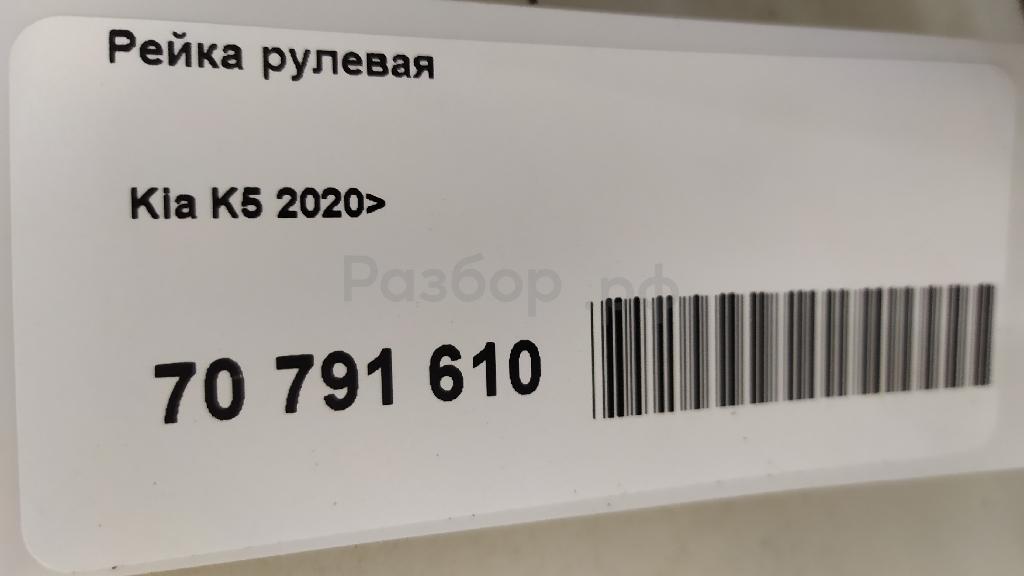 Рейка рулевая
Kia K5 2020>
Разбор.рф
70 791 610